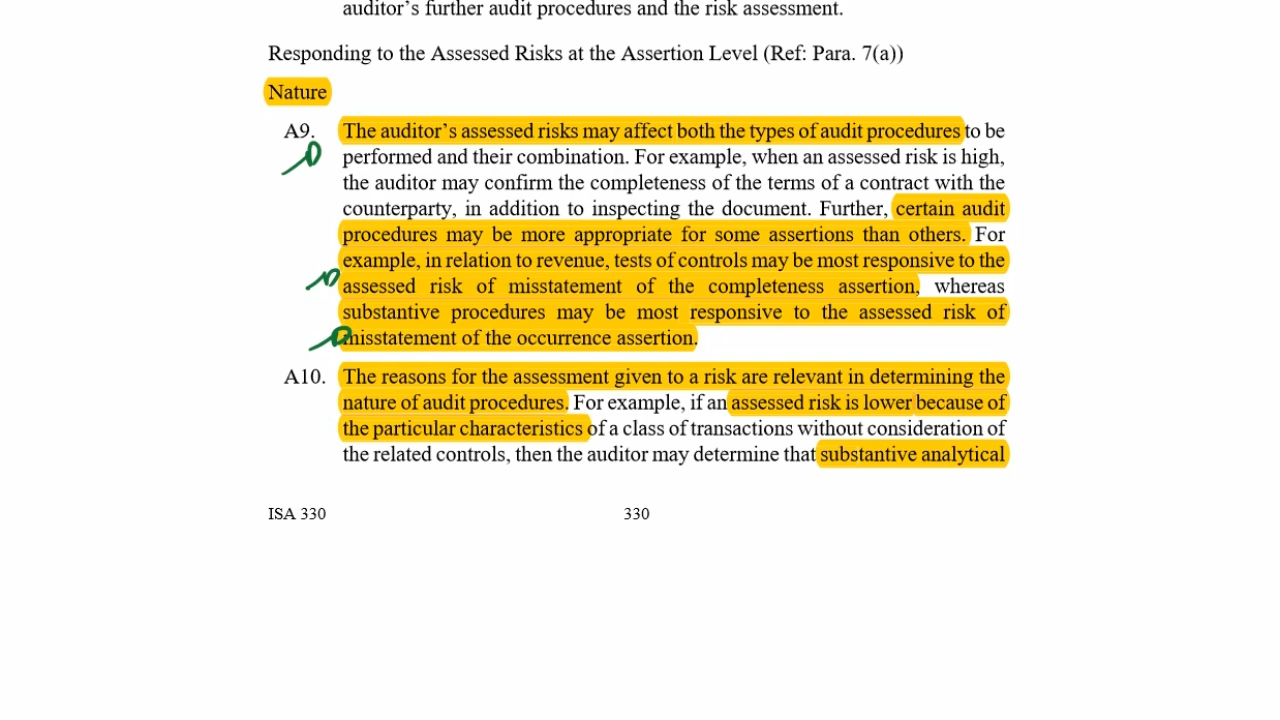 auditor's further audit procedures and the risk assessment.
Responding to the Assessed Risks at the Assertion Level (Ref: Para. 7(a))
Nature
A9. The auditor's assessed risks may affect both the types of audit procedures to be
performed and their combination. For example, when an assessed risk is high,
the auditor may confirm the completeness of the terms of a contract with the
counterparty, in addition to inspecting the document. Further, certain audit
procedures may be more appropriate for some assertions than others. For
example, in relation to revenue, tests of controls may be most responsive to the
assessed risk of misstatement of the completeness assertion, whereas
substantive procedures may be most responsive to the assessed risk of
misstatement of the occurrence assertion.
A10. The reasons for the assessment given to a risk are relevant in determining the
nature of audit procedures. For example, if an assessed risk is lower because of
the particular characteristics of a class of transactions without consideration of
the related controls, then the auditor may determine that substantive analytical
ISA 330 330